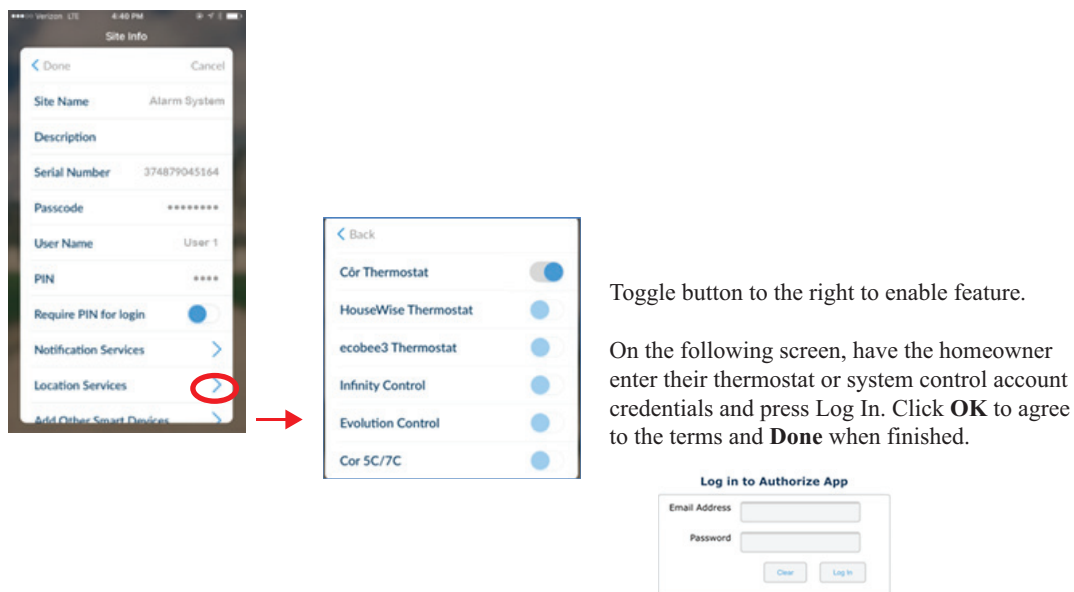 Verizon LTE 4:40 PM
Site Info
Done Cancel
Site Name Alarm System
Description
Serial Number 374879045164
Passcode ********
User Name User 1
PIN ****
Require PIN for login
Notification Services
Location Services
Add Other Smart Devices
Back
Côr Thermostat
HouseWise Thermostat
ecobee3 Thermostat
Infinity Control
Evolution Control
Cor 5C/7C
Toggle button to the right to enable feature.
On the following screen, have the homeowner
enter their thermostat or system control account
credentials and press Log In. Click OK to agree
to the terms and Done when finished.
Log in to Authorize App
Email Address
Password
Clear Log In